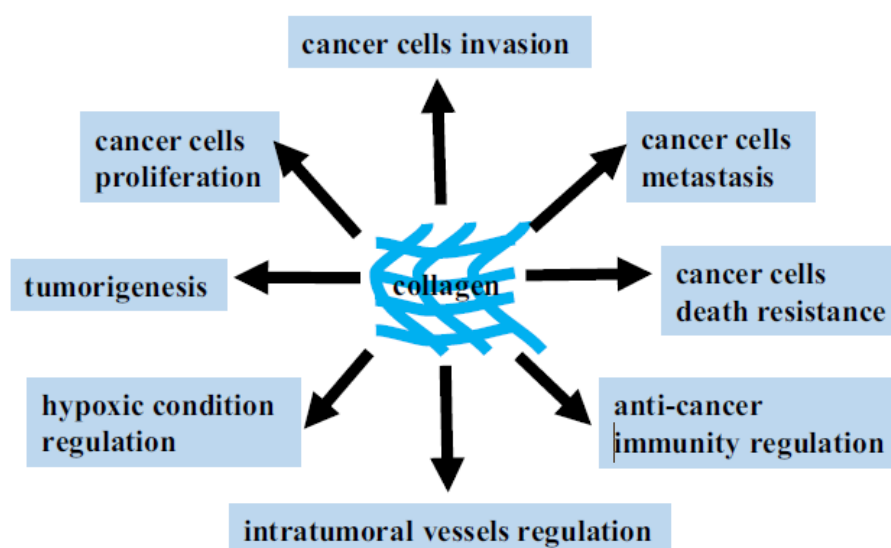 cancer cells invasion
cancer cells
proliferation
cancer cells
metastasis
tumorigenesis
collagen
cancer cells
death resistance
hypoxic condition
regulation
anti-cancer
immunity regulation
intratumoral vessels regulation